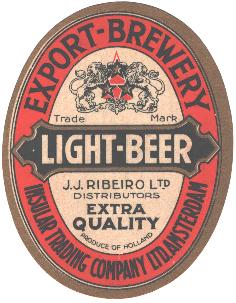 EXPORT-BREWERY
Trade Mark
LIGHT-BEER
J.J. RIBEIRO LTD
DISTRIBUTORS
EXTRA
QUALITY
PRODUCE OF HOLLAND
INSULAR TRADING COMPANY LTD. AMSTERDAM